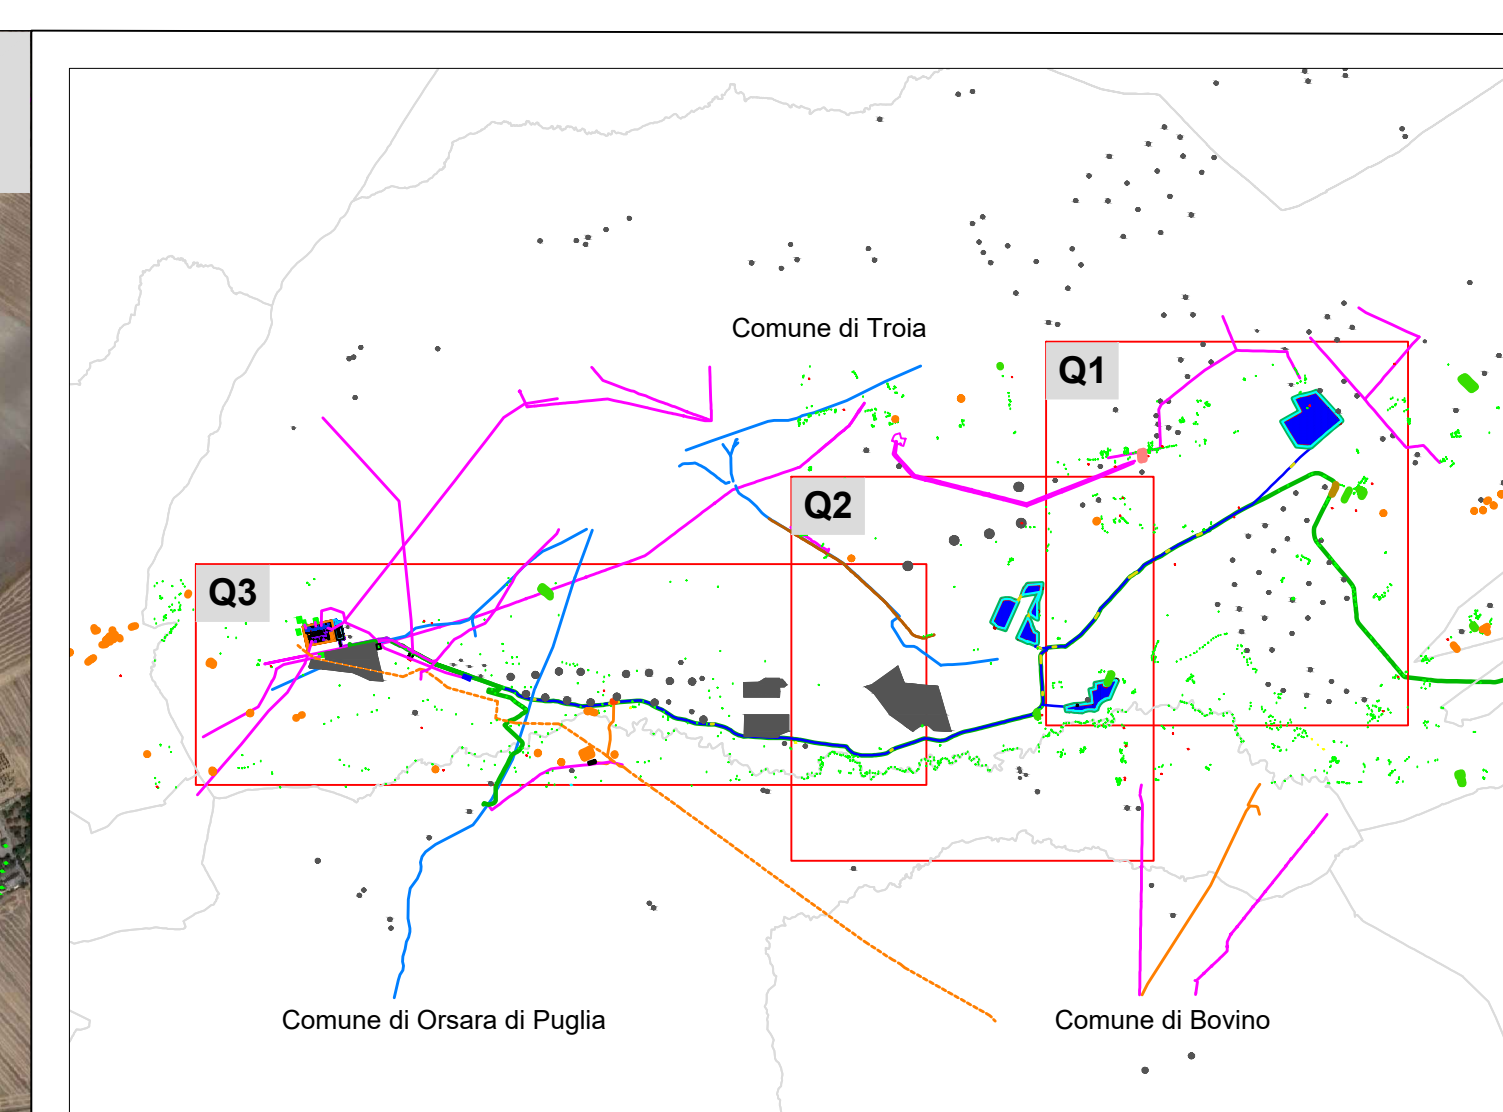 Comune di Troia
Q1
Q2
Q3
Comune di Orsara di Puglia
Comune di Bovino